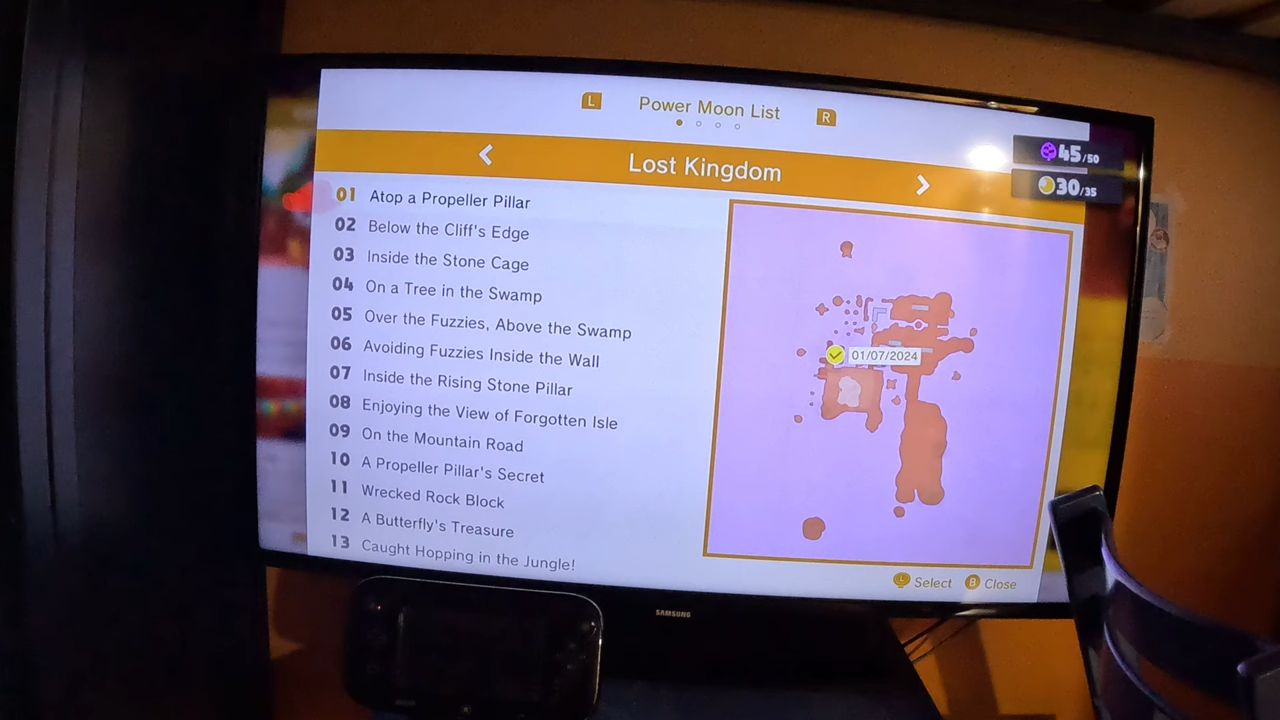 L Power Moon List R
45/50
Lost Kingdom
30/35
01 Atop a Propeller Pillar
02 Below the Cliff's Edge
03 Inside the Stone Cage
04 On a Tree in the Swamp
05 Over the Fuzzies, Above the Swamp
06 Avoiding Fuzzies Inside the Wall
07 Inside the Rising Stone Pillar
08 Enjoying the View of Forgotten Isle
09 On the Mountain Road
10 A Propeller Pillar's Secret
11 Wrecked Rock Block
12 A Butterfly's Treasure
13 Caught Hopping in the Jungle!
01/07/2024
L Select B Close
SAMSUNG